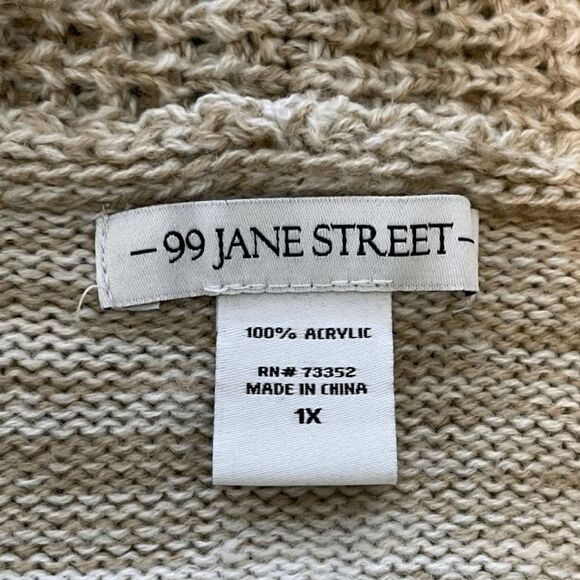 – 99 JANE STREET –
100% ACRYLIC
RN# 73352
MADE IN CHINA
1X